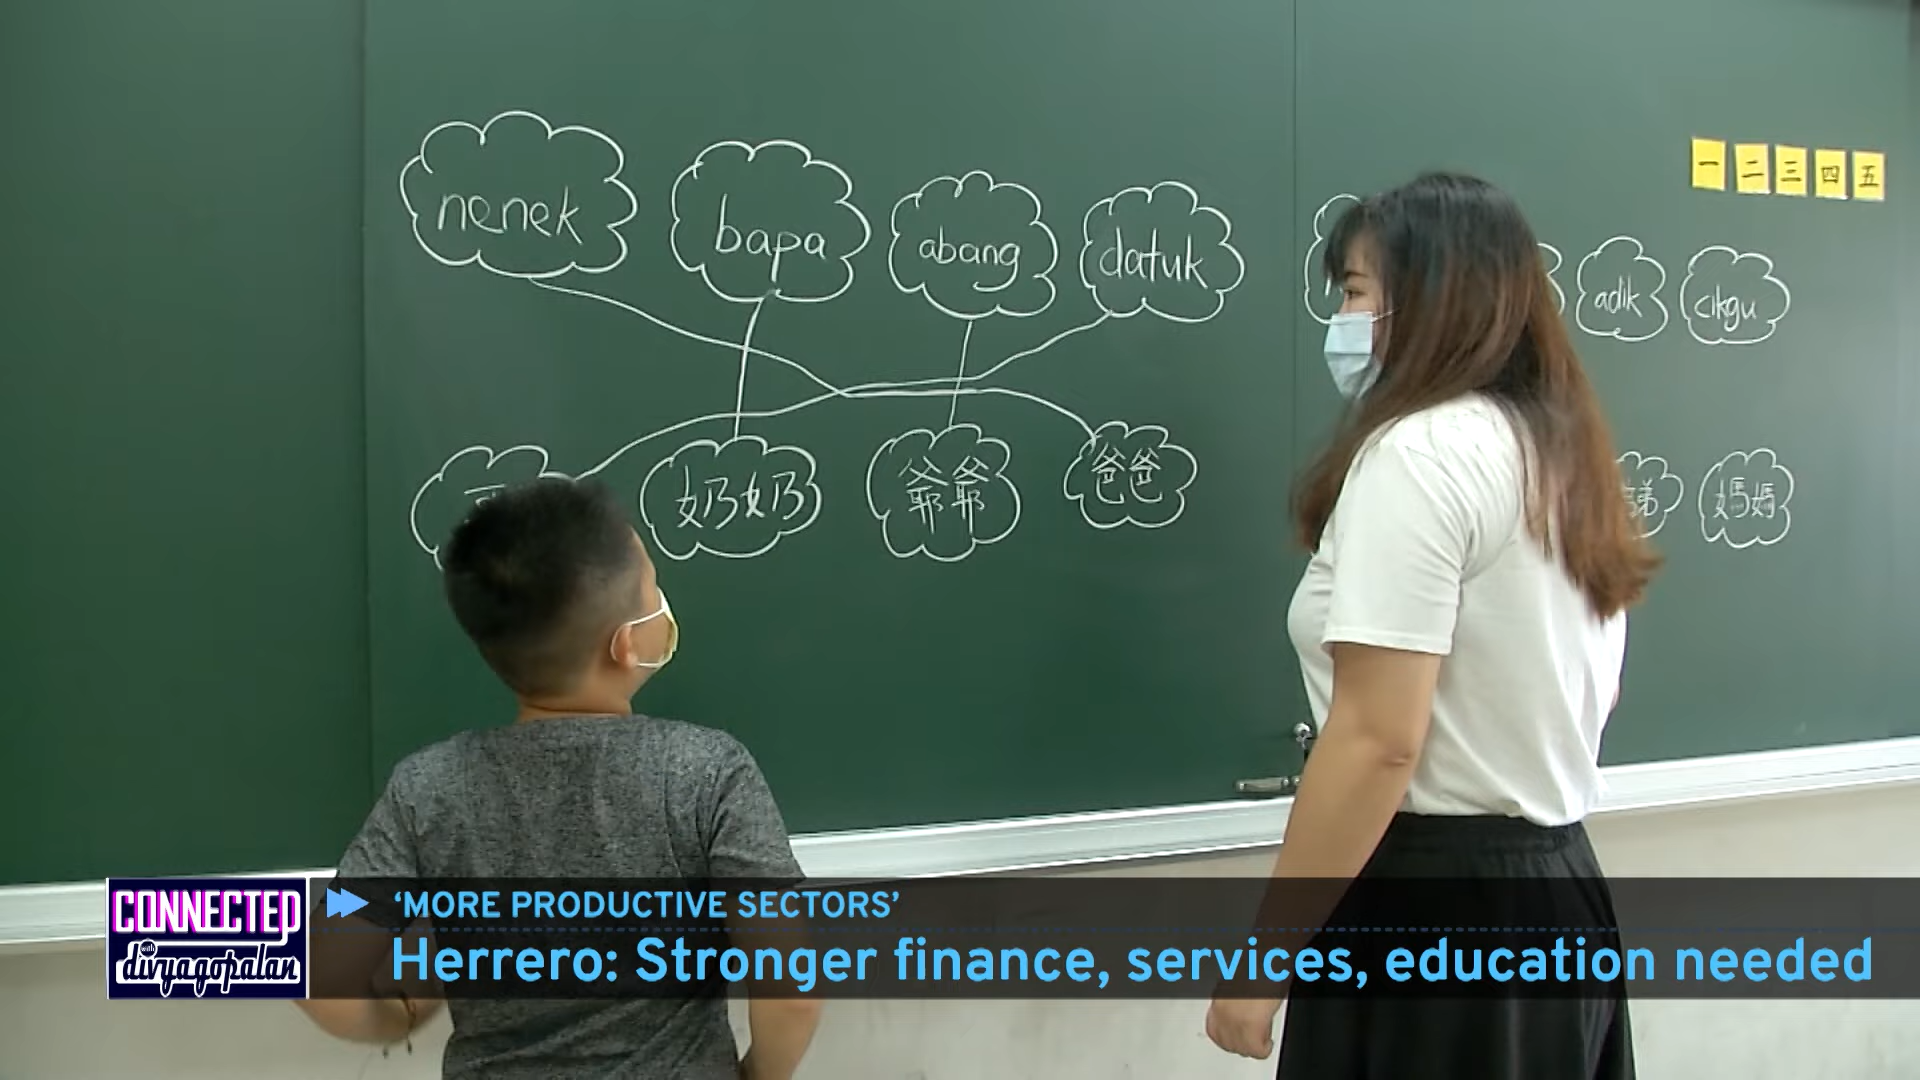 一 二 三 四 五
nenek bapa abang datuk adik cikgu
奶奶 爺爺 爸爸 媽媽
CONNECTED
with
divyagopalan
‘MORE PRODUCTIVE SECTORS’
Herrero: Stronger finance, services, education needed